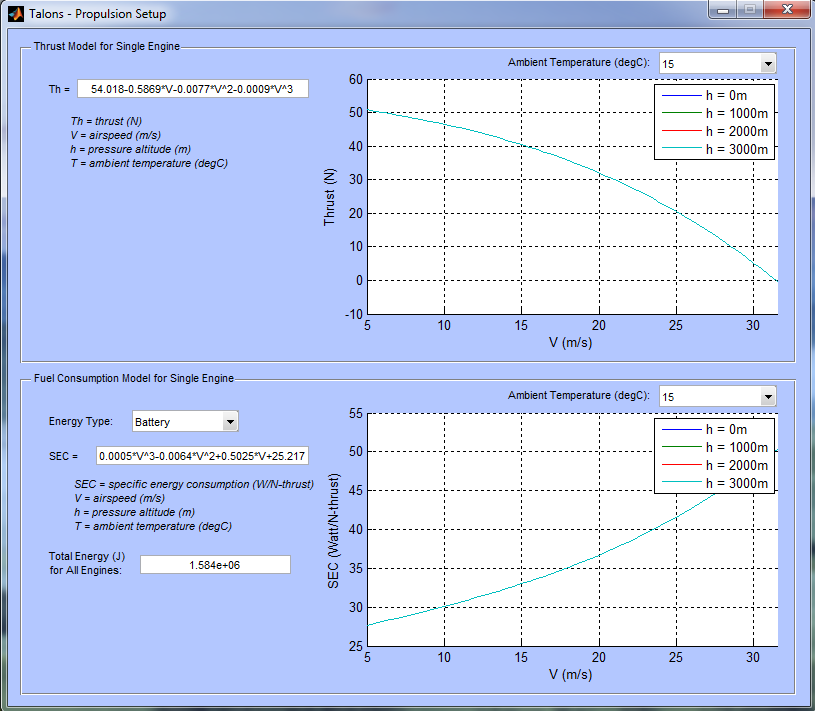 Talons - Propulsion Setup
Thrust Model for Single Engine
Ambient Temperature (degC): 15
Th = 54.018-0.5869*V-0.0077*V^2-0.0009*V^3
Th = thrust (N)
V = airspeed (m/s)
h = pressure altitude (m)
T = ambient temperature (degC)
h = 0m
h = 1000m
h = 2000m
h = 3000m
Thrust (N)
60
50
40
30
20
10
0
-10
5 10 15 20 25 30
V (m/s)
Fuel Consumption Model for Single Engine
Ambient Temperature (degC): 15
Energy Type: Battery
SEC = 0.0005*V^3-0.0064*V^2+0.5025*V+25.217
SEC = specific energy consumption (W/N-thrust)
V = airspeed (m/s)
h = pressure altitude (m)
T = ambient temperature (degC)
Total Energy (J)
for All Engines: 1.584e+06
h = 0m
h = 1000m
h = 2000m
h = 3000m
SEC (Watt/N-thrust)
55
50
45
40
35
30
25
5 10 15 20 25 30
V (m/s)